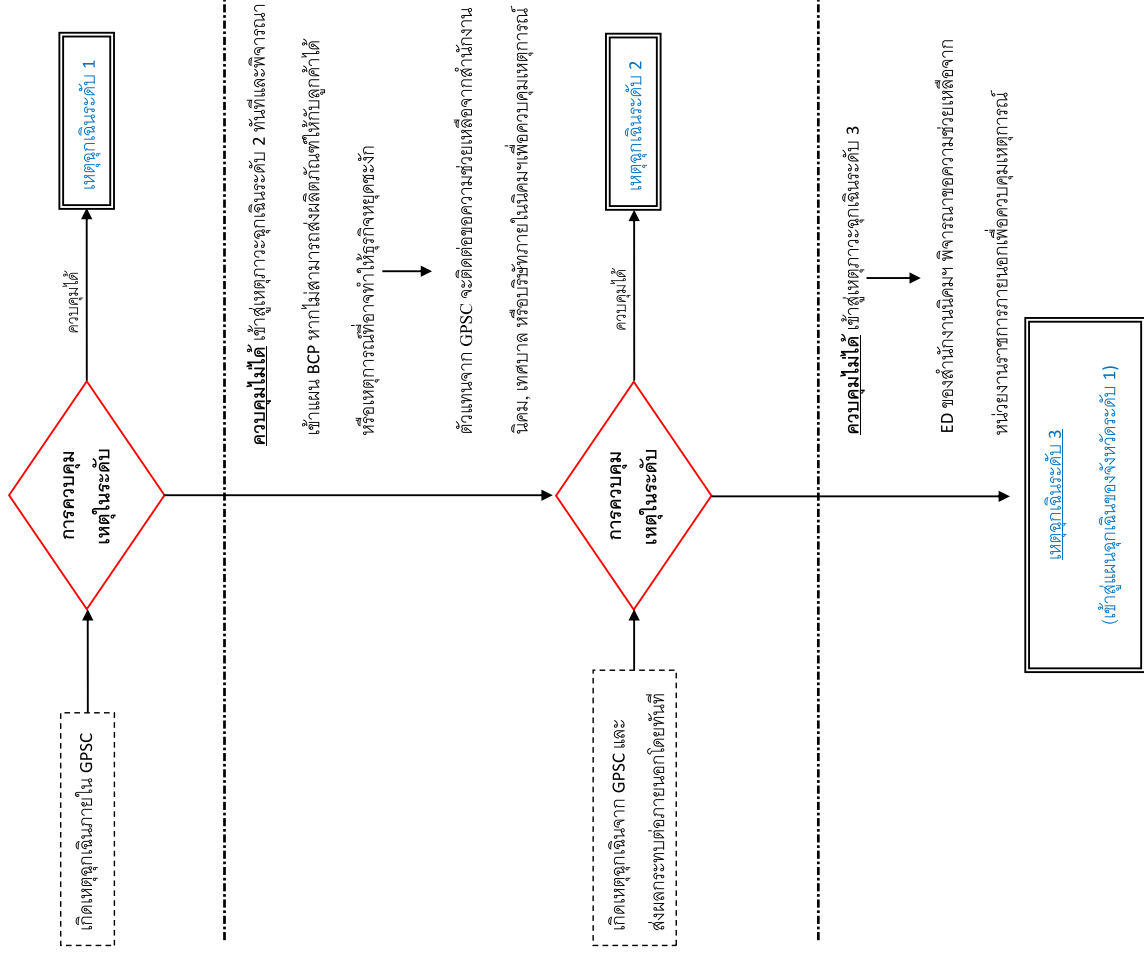 เกิดเหตุฉุกเฉินภายใน GPSC
การควบคุม
เหตุในระดับ
ควบคุมได้
เหตุฉุกเฉินระดับ 1
ควบคุมไม่ได้ เข้าสู่เหตุภาวะฉุกเฉินระดับ 2 ทันทีและพิจารณา
เข้าแผน BCP หากไม่สามารถส่งผลิตภัณฑ์ให้กับลูกค้าได้
หรือเหตุการณ์ที่อาจทำให้ธุรกิจหยุดชะงัก
ตัวแทนจาก GPSC จะติดต่อขอความช่วยเหลือจากสำนักงาน
นิคม, เทศบาล หรือบริษัทภายในนิคมฯเพื่อควบคุมเหตุการณ์
เกิดเหตุฉุกเฉินจาก GPSC และ
ส่งผลกระทบต่อภายนอกโดยทันที
การควบคุม
เหตุในระดับ
ควบคุมได้
เหตุฉุกเฉินระดับ 2
ควบคุมไม่ได้ เข้าสู่เหตุภาวะฉุกเฉินระดับ 3
ED ของสำนักงานนิคมฯ พิจารณาขอความช่วยเหลือจาก
หน่วยงานราชการภายนอกเพื่อควบคุมเหตุการณ์
เหตุฉุกเฉินระดับ 3
(เข้าสู่แผนฉุกเฉินของจังหวัดระดับ 1)